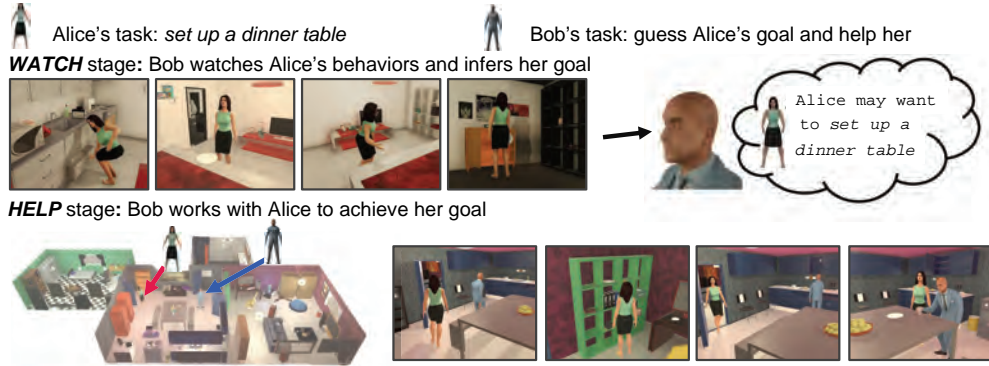 Alice's task: set up a dinner table
Bob's task: guess Alice's goal and help her
WATCH stage: Bob watches Alice's behaviors and infers her goal
Alice may want
to set up a
dinner table
HELP stage: Bob works with Alice to achieve her goal